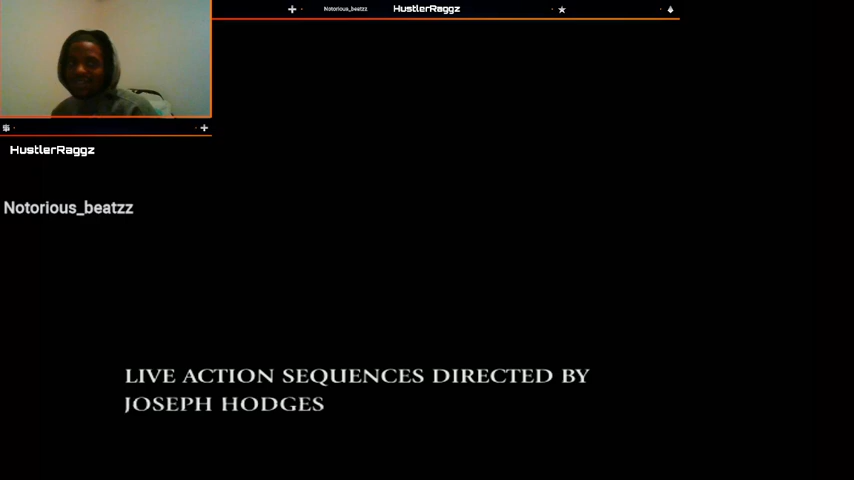 Notorious_beatzz HustlerRaggz
HustlerRaggz
Notorious_beatzz
LIVE ACTION SEQUENCES DIRECTED BY
JOSEPH HODGES